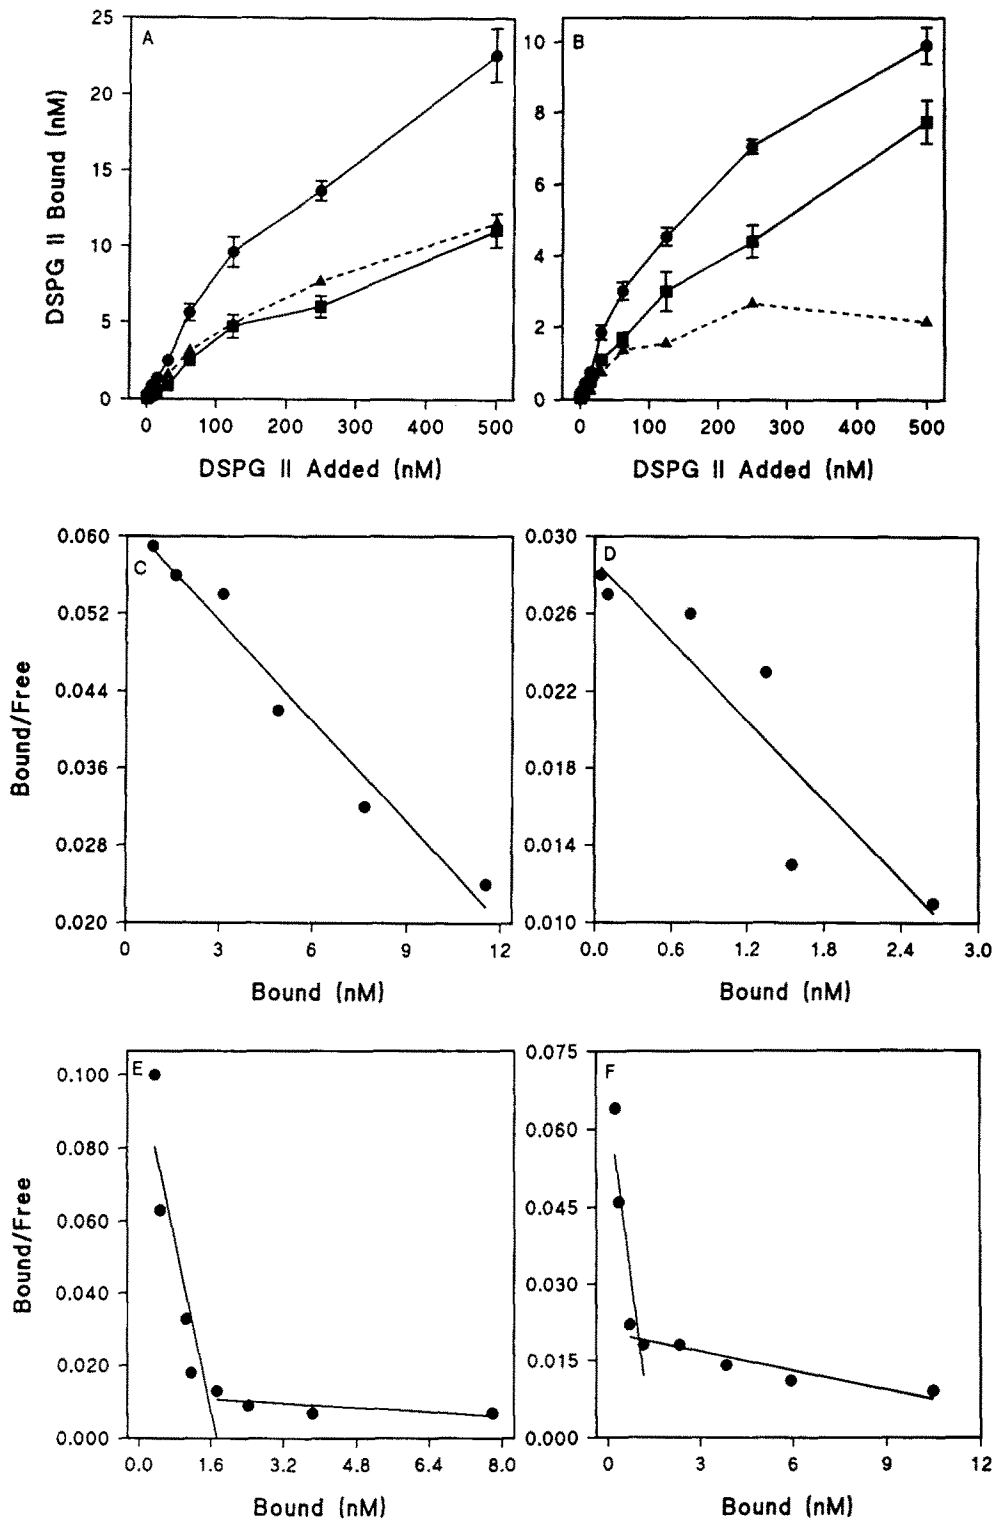 A
B
25
20
15
10
5
0
DSPG II Bound (nM)
0 100 200 300 400 500
DSPG II Added (nM)
10
8
6
4
2
0
0 100 200 300 400 500
DSPG II Added (nM)
C
0.060
0.052
0.044
0.036
0.028
0.020
Bound/Free
0 3 6 9 12
Bound (nM)
D
0.030
0.026
0.022
0.018
0.014
0.010
0.0 0.6 1.2 1.8 2.4 3.0
Bound (nM)
E
0.100
0.080
0.060
0.040
0.020
0.000
Bound/Free
0.0 1.6 3.2 4.8 6.4 8.0
Bound (nM)
F
0.075
0.060
0.045
0.030
0.015
0.000
0 3 6 9 12
Bound (nM)